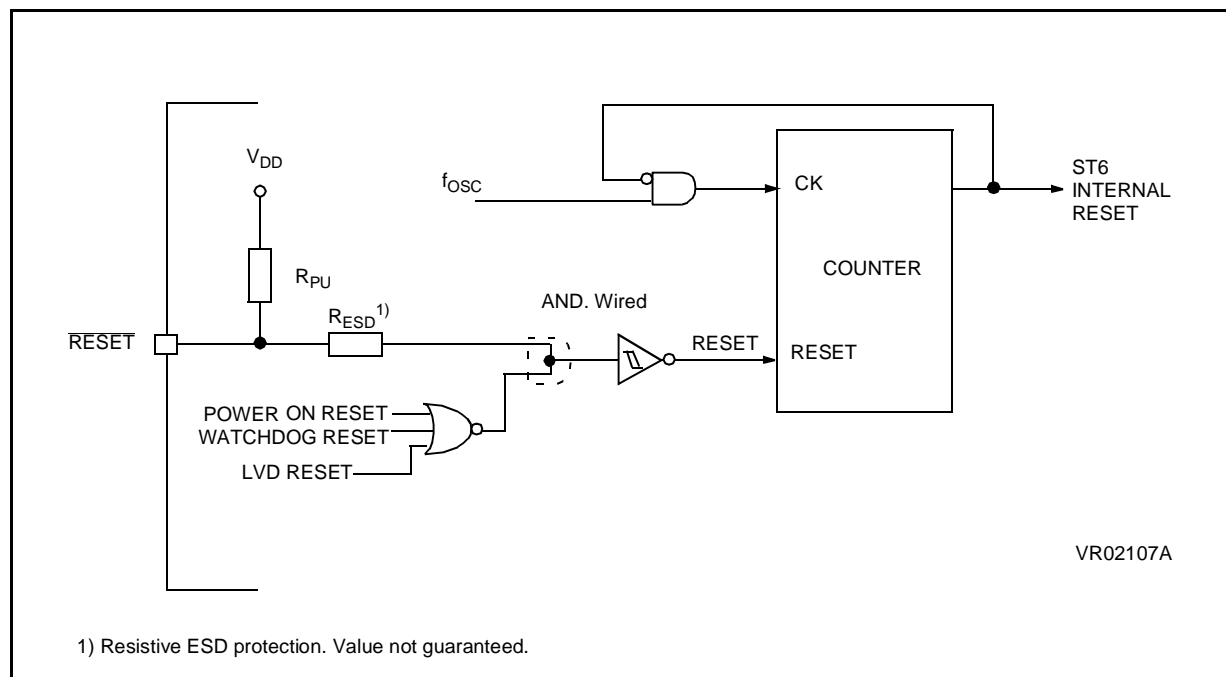 VDD
fOSC
CK
ST6
INTERNAL
RESET
RPU
COUNTER
AND. Wired
RESD1)
RESET
RESET
RESET
POWER ON RESET
WATCHDOG RESET
LVD RESET
VR02107A
1) Resistive ESD protection. Value not guaranteed.